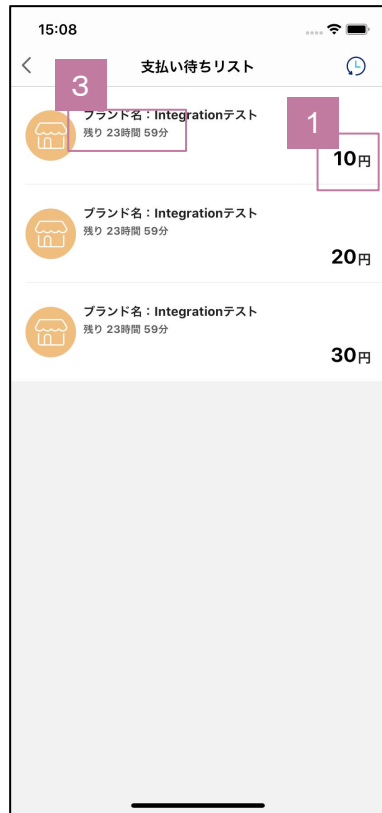 15:08
支払い待ちリスト
3
ブランド名：Integrationテスト
残り 23時間 59分
1
10円
ブランド名：Integrationテスト
残り 23時間 59分
20円
ブランド名：Integrationテスト
残り 23時間 59分
30円